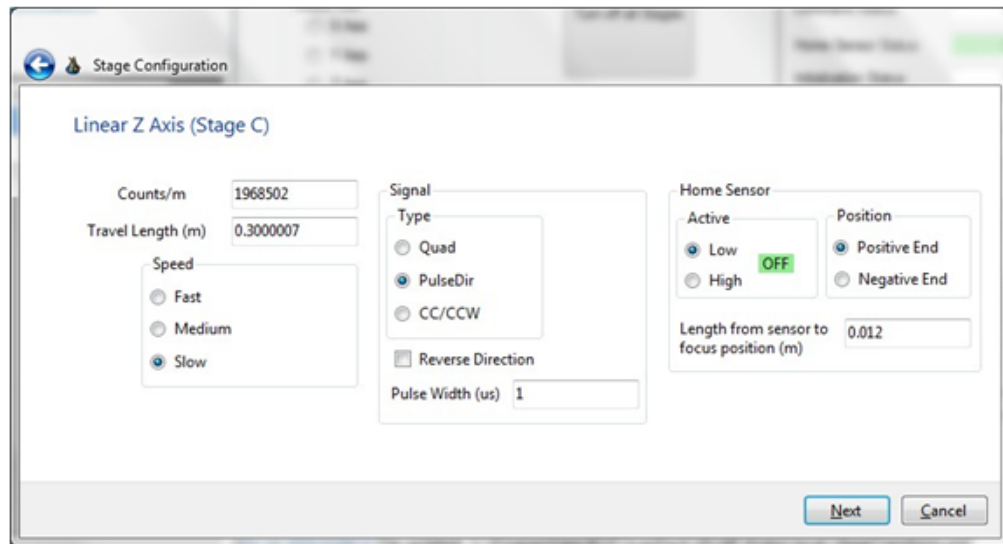 Stage Configuration
Linear Z Axis (Stage C)
Counts/m 1968502
Travel Length (m) 0.3000007
Speed
Fast
Medium
Slow
Signal
Type
Quad
PulseDir
CC/CCW
Reverse Direction
Pulse Width (us) 1
Home Sensor
Active
Low
High
OFF
Position
Positive End
Negative End
Length from sensor to
focus position (m) 0.012
Next
Cancel